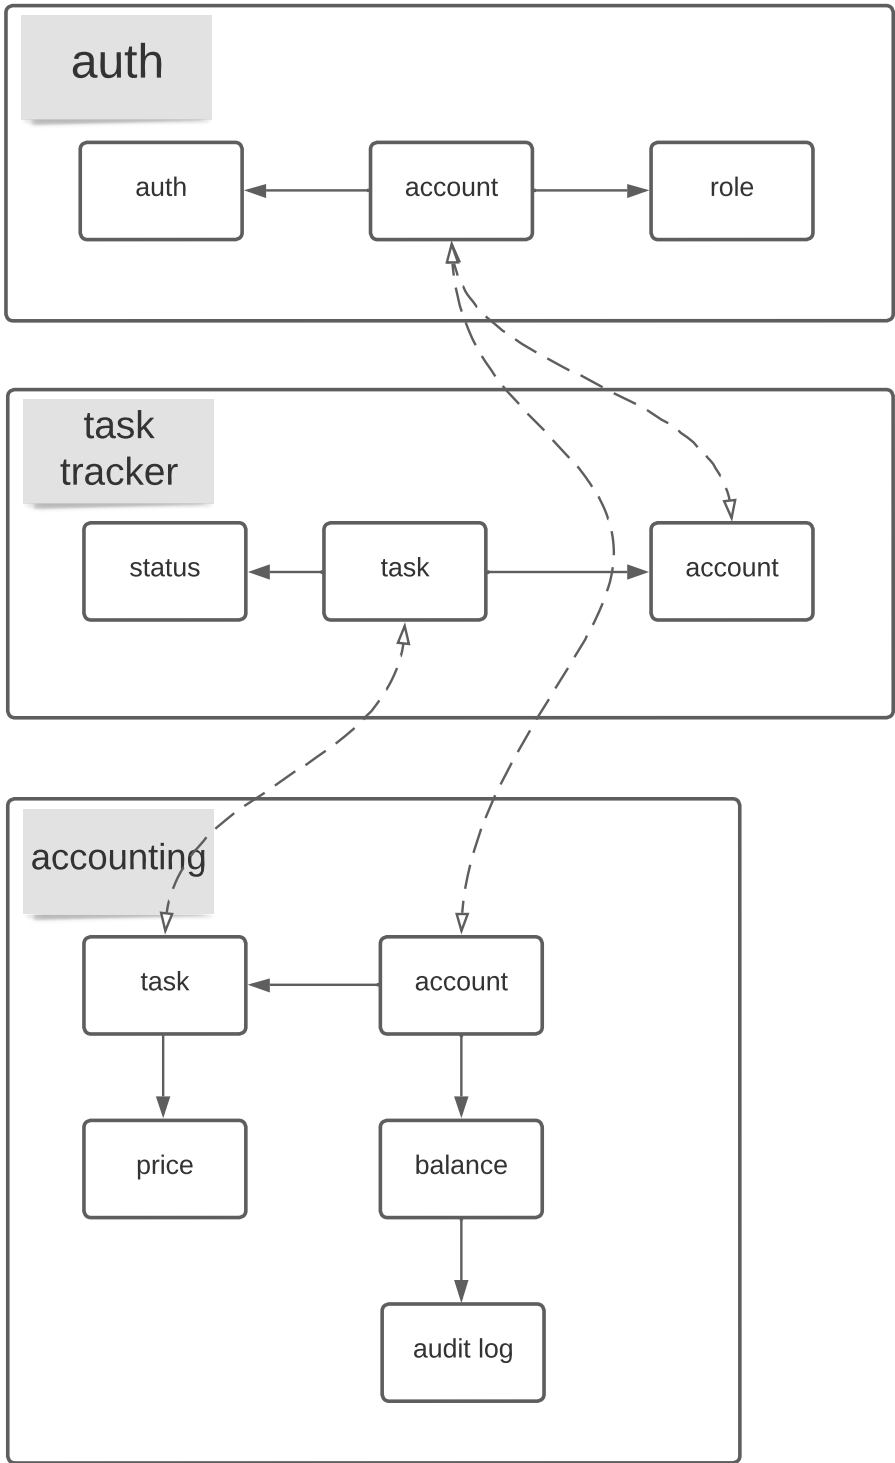 auth
auth
account
role
task
tracker
status
task
account
accounting
task
account
price
balance
audit log